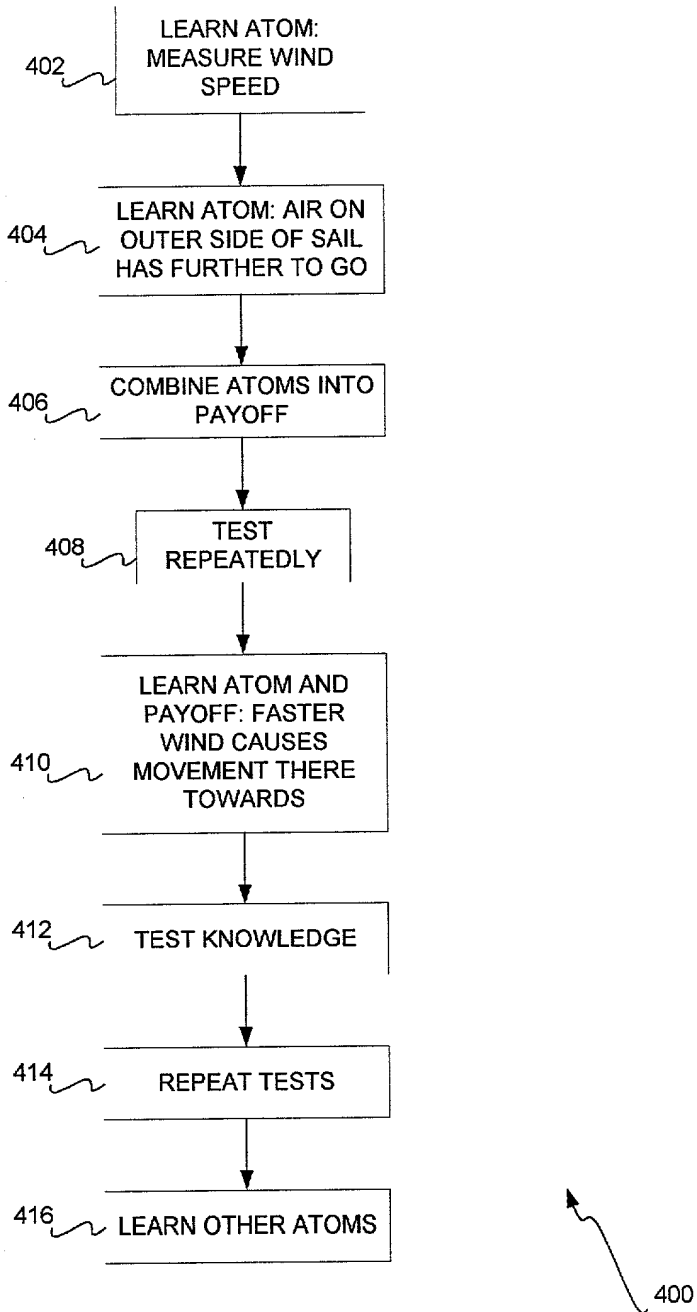 LEARN ATOM:
MEASURE WIND
SPEED
402
LEARN ATOM: AIR ON
OUTER SIDE OF SAIL
HAS FURTHER TO GO
404
COMBINE ATOMS INTO
PAYOFF
406
TEST
REPEATEDLY
408
LEARN ATOM AND
PAYOFF: FASTER
WIND CAUSES
MOVEMENT THERE
TOWARDS
410
TEST KNOWLEDGE
412
REPEAT TESTS
414
LEARN OTHER ATOMS
416
400